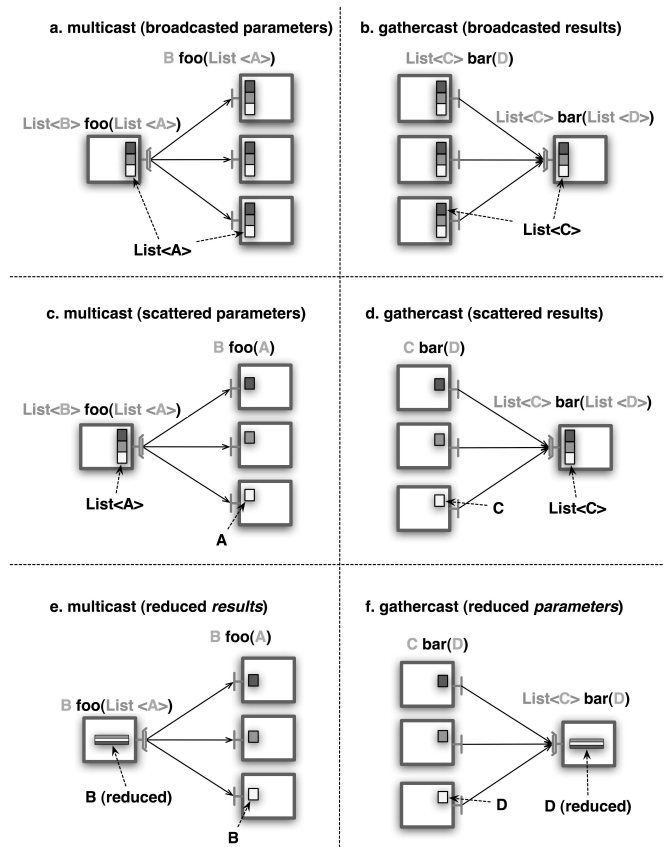 a. multicast (broadcasted parameters)
B foo(List <A>)
List<B> foo(List <A>)
List<A>
b. gathercast (broadcasted results)
List<C> bar(D)
List<C> bar(List <D>)
List<C>
c. multicast (scattered parameters)
B foo(A)
List<B> foo(List <A>)
List<A>
A
d. gathercast (scattered results)
C bar(D)
List<C> bar(List <D>)
C
List<C>
e. multicast (reduced results)
B foo(A)
B foo(List <A>)
B (reduced)
B
f. gathercast (reduced parameters)
C bar(D)
List<C> bar(D)
D
D (reduced)